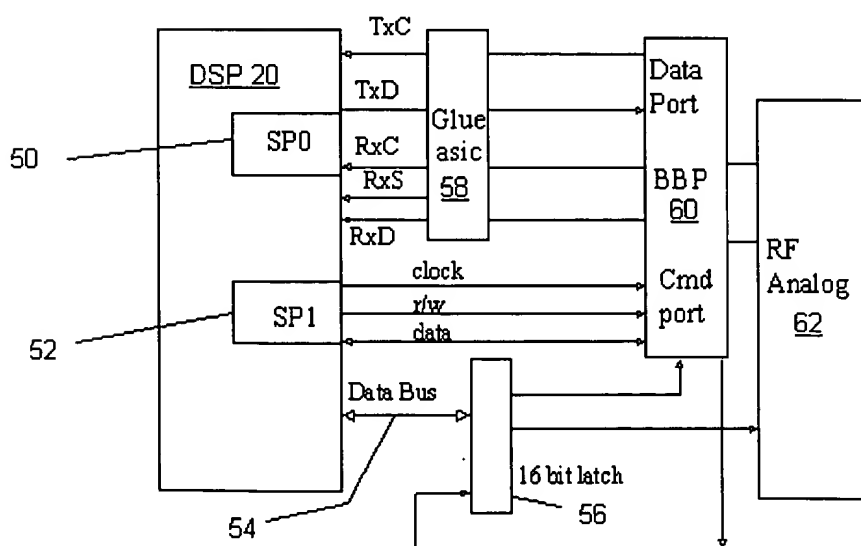 TxC
DSP 20
TxD
Data
Port
50
SP0
Glue
asic
58
RxC
RxS
RxD
BBP
60
clock
Cmd
port
RF
Analog
62
r/w
52
SP1
data
Data Bus
16 bit latch
54
56